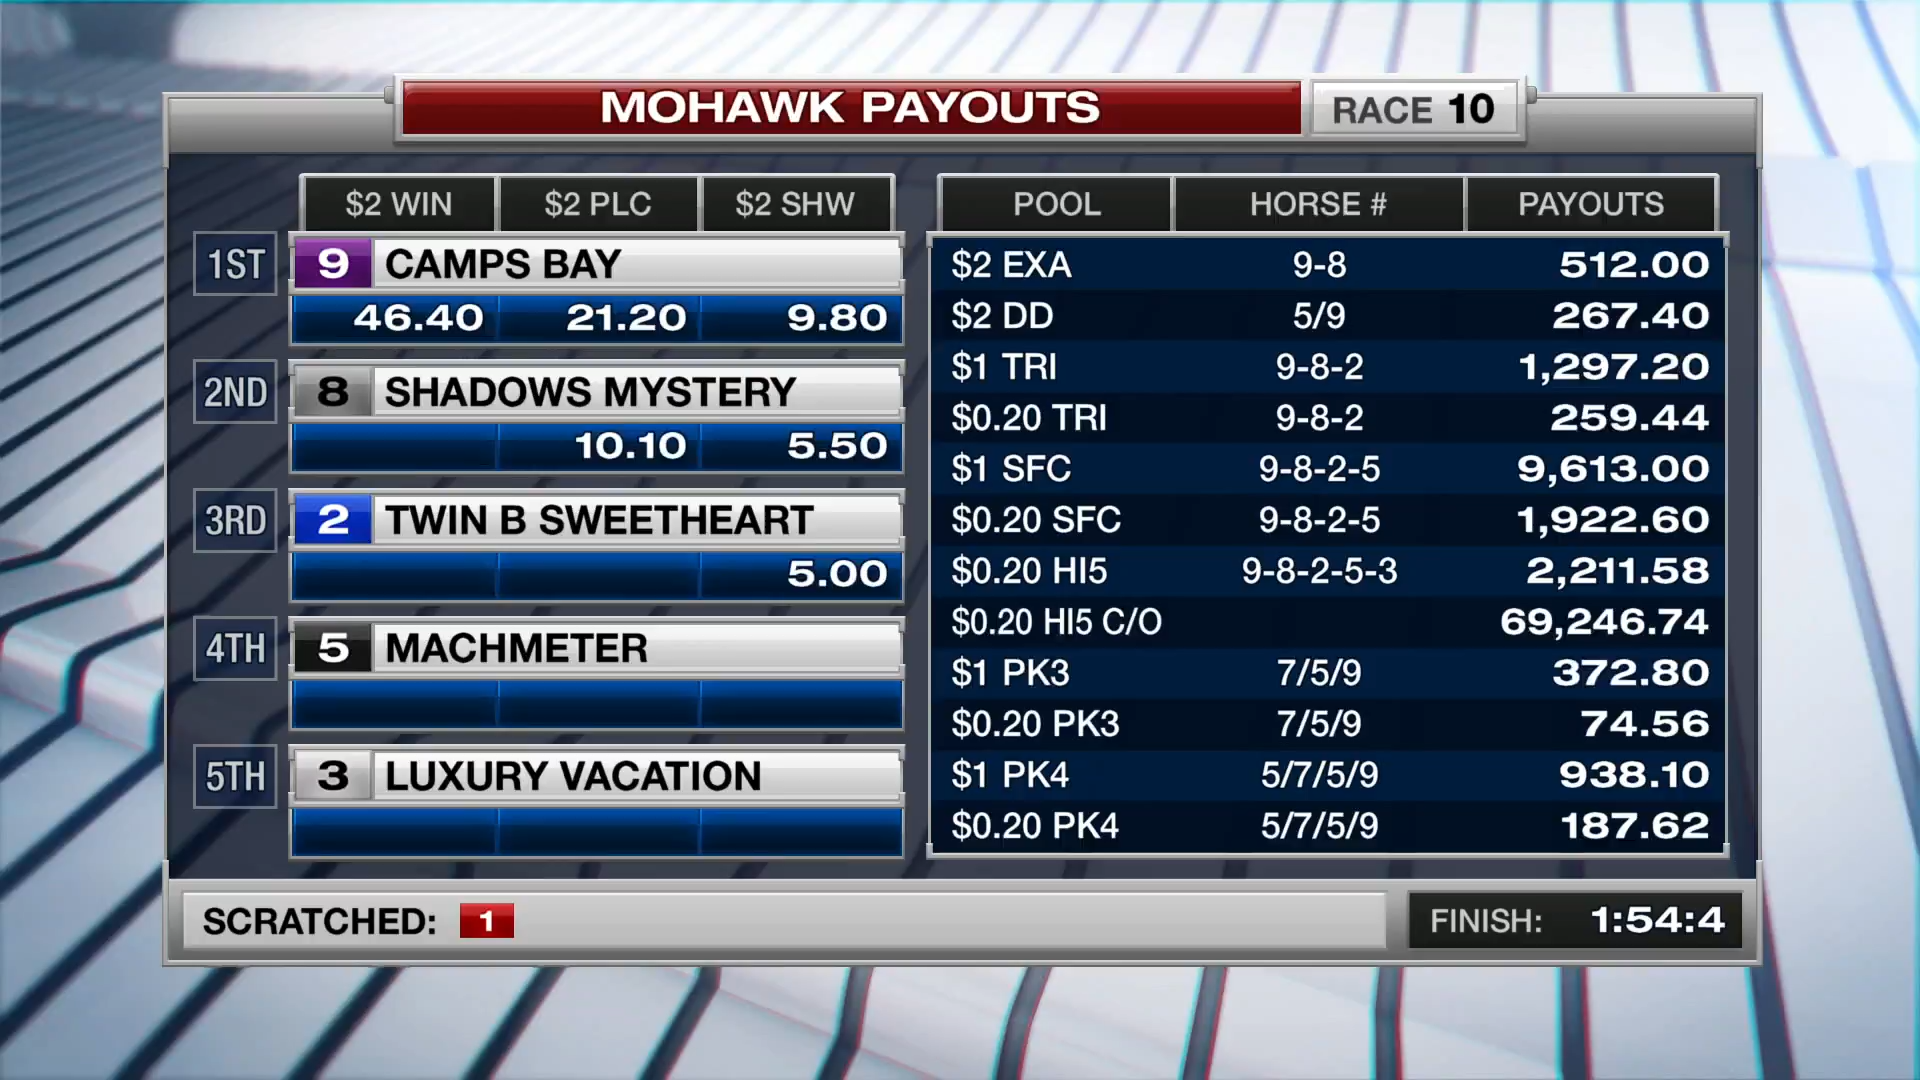 MOHAWK PAYOUTS
RACE 10
$2 WIN $2 PLC $2 SHW
1ST 9 CAMPS BAY
46.40 21.20 9.80
2ND 8 SHADOWS MYSTERY
10.10 5.50
3RD 2 TWIN B SWEETHEART
5.00
4TH 5 MACHMETER
5TH 3 LUXURY VACATION
POOL HORSE # PAYOUTS
$2 EXA 9-8 512.00
$2 DD 5/9 267.40
$1 TRI 9-8-2 1,297.20
$0.20 TRI 9-8-2 259.44
$1 SFC 9-8-2-5 9,613.00
$0.20 SFC 9-8-2-5 1,922.60
$0.20 HI5 9-8-2-5-3 2,211.58
$0.20 HI5 C/O 69,246.74
$1 PK3 7/5/9 372.80
$0.20 PK3 7/5/9 74.56
$1 PK4 5/7/5/9 938.10
$0.20 PK4 5/7/5/9 187.62
SCRATCHED: 1
FINISH: 1:54:4